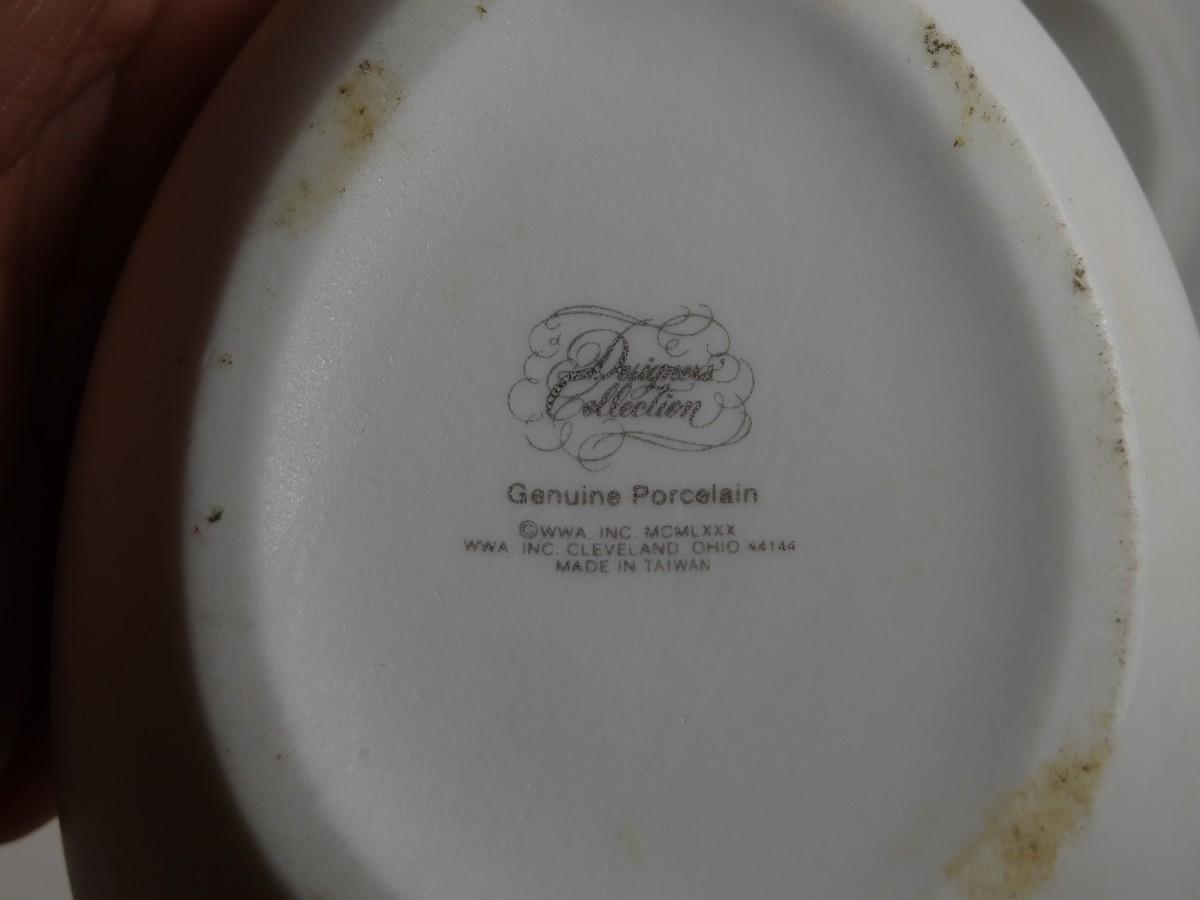 Designers'
Collection
Genuine Porcelain
©WWA, INC. MCMLXXX
WWA, INC. CLEVELAND, OHIO 44144
MADE IN TAIWAN